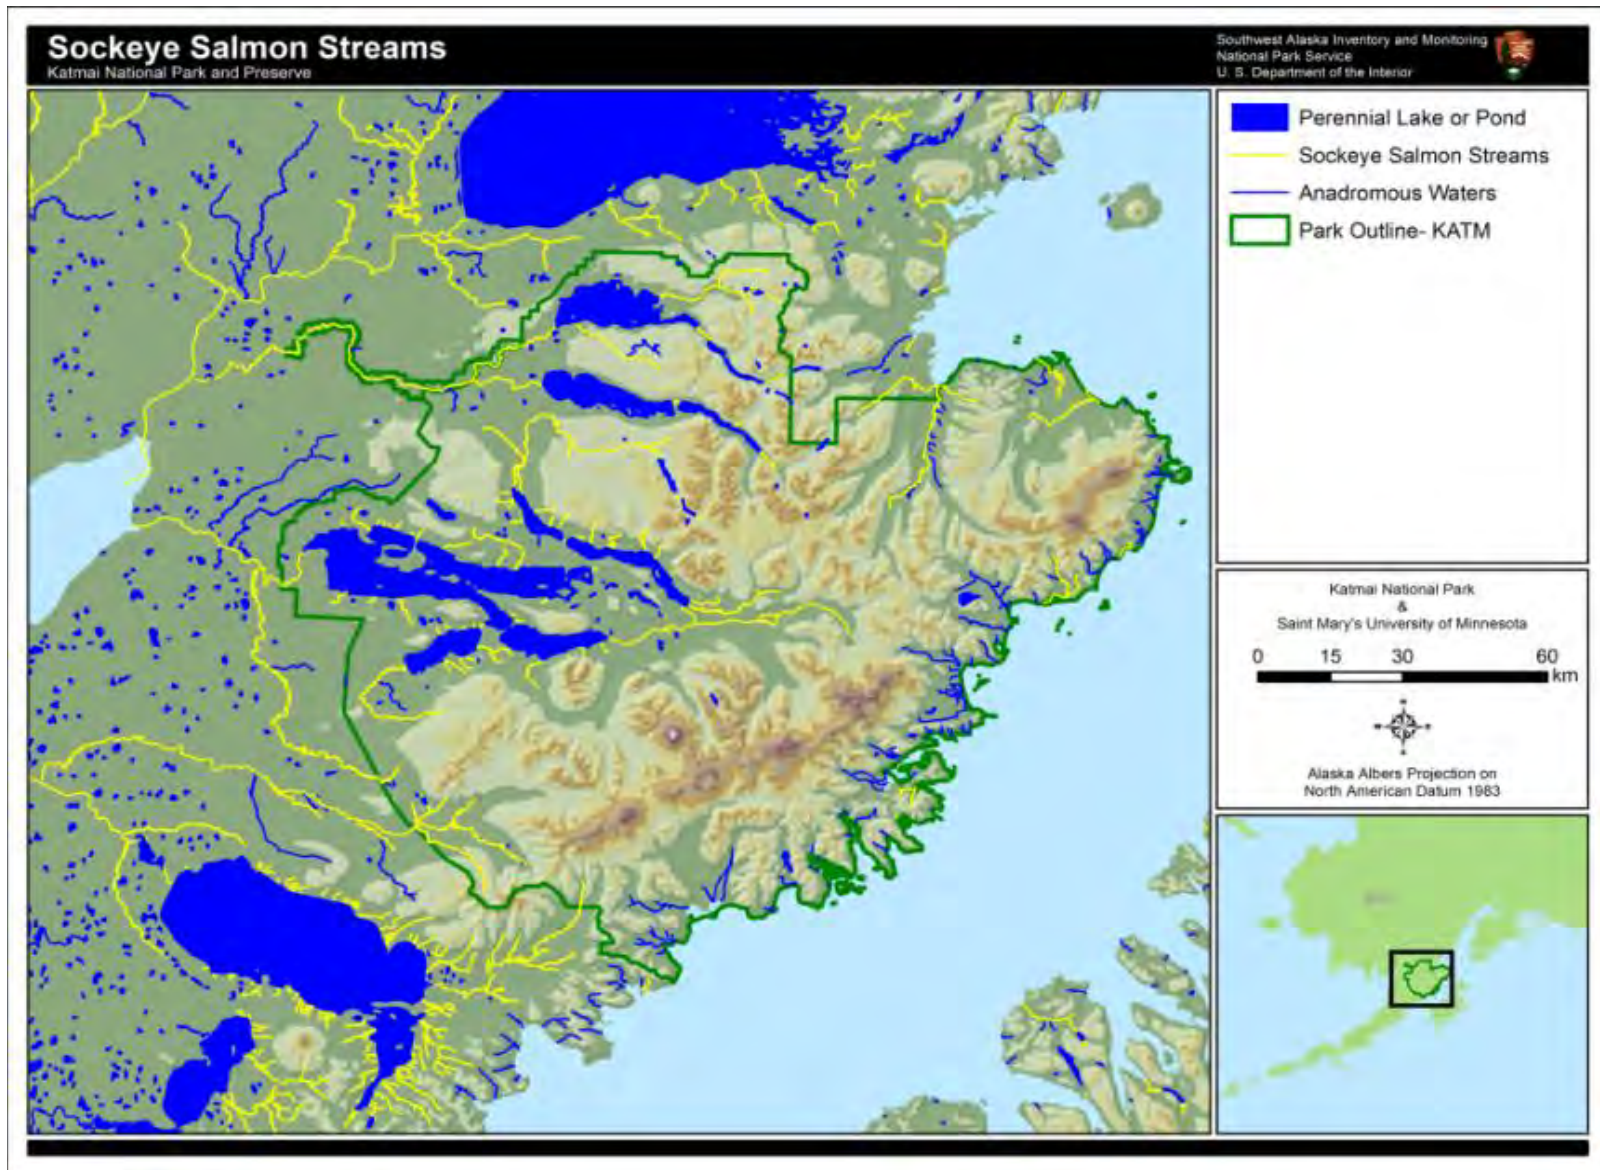 Sockeye Salmon Streams
Katmai National Park and Preserve
Southwest Alaska Inventory and Monitoring
National Park Service
U. S. Department of the Interior
Perennial Lake or Pond
Sockeye Salmon Streams
Anadromous Waters
Park Outline- KATM
Katmai National Park
&
Saint Mary's University of Minnesota
0 15 30 60
km
Alaska Albers Projection on
North American Datum 1983